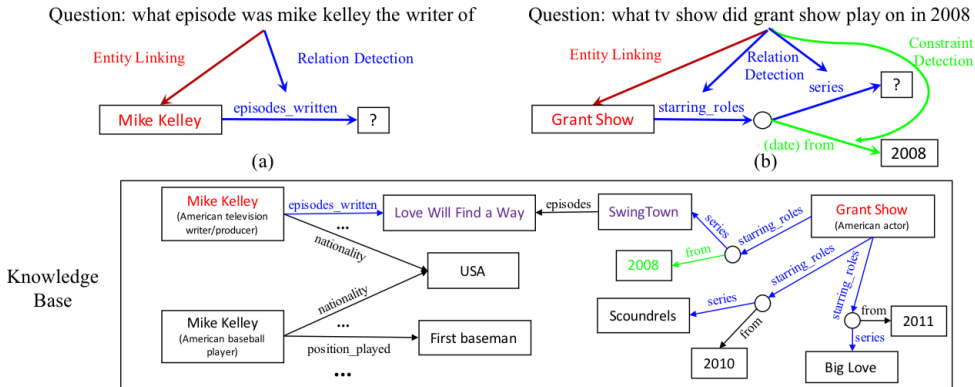 Question: what episode was mike kelley the writer of
Entity Linking
Relation Detection
Mike Kelley
episodes_written
?
(a)
Question: what tv show did grant show play on in 2008
Entity Linking
Relation
Detection
Constraint
Detection
series
?
Grant Show
starring_roles
(date) from
2008
(b)
Knowledge
Base
Mike Kelley
(American television
writer/producer)
episodes_written
...
nationality
Love Will Find a Way
episodes
SwingTown
series
starring_roles
Grant Show
(American actor)
from
2008
USA
nationality
Mike Kelley
(American baseball
player)
...
position_played
First baseman
...
starring_roles
series
Scoundrels
from
2010
starring_roles
from
2011
series
Big Love